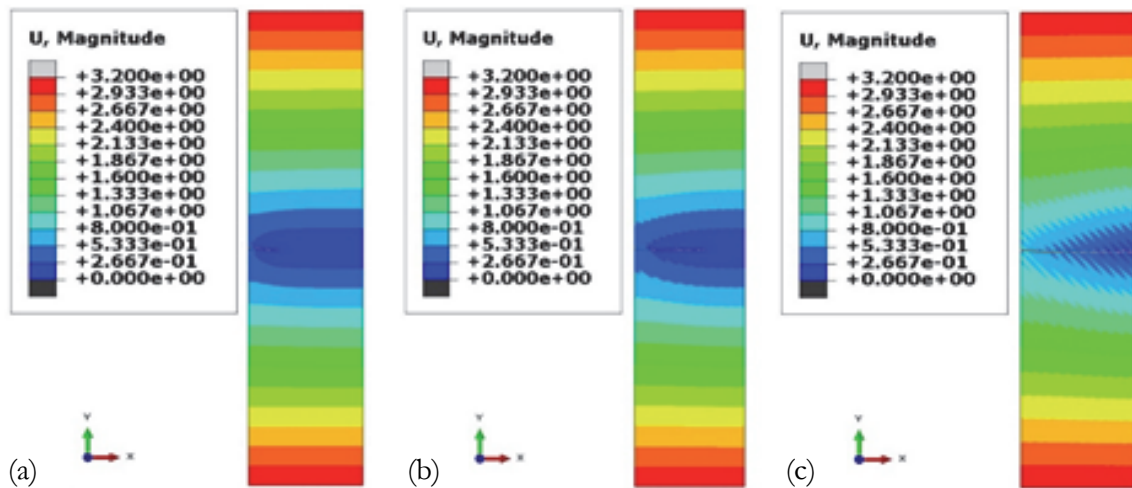 U, Magnitude
+3.200e+00
+2.933e+00
+2.667e+00
+2.400e+00
+2.133e+00
+1.867e+00
+1.600e+00
+1.333e+00
+1.067e+00
+8.000e-01
+5.333e-01
+2.667e-01
+0.000e+00
Y
X
(a)
U, Magnitude
+3.200e+00
+2.933e+00
+2.667e+00
+2.400e+00
+2.133e+00
+1.867e+00
+1.600e+00
+1.333e+00
+1.067e+00
+8.000e-01
+5.333e-01
+2.667e-01
+0.000e+00
Y
X
(b)
U, Magnitude
+3.200e+00
+2.933e+00
+2.667e+00
+2.400e+00
+2.133e+00
+1.867e+00
+1.600e+00
+1.333e+00
+1.067e+00
+8.000e-01
+5.333e-01
+2.667e-01
+0.000e+00
Y
X
(c)